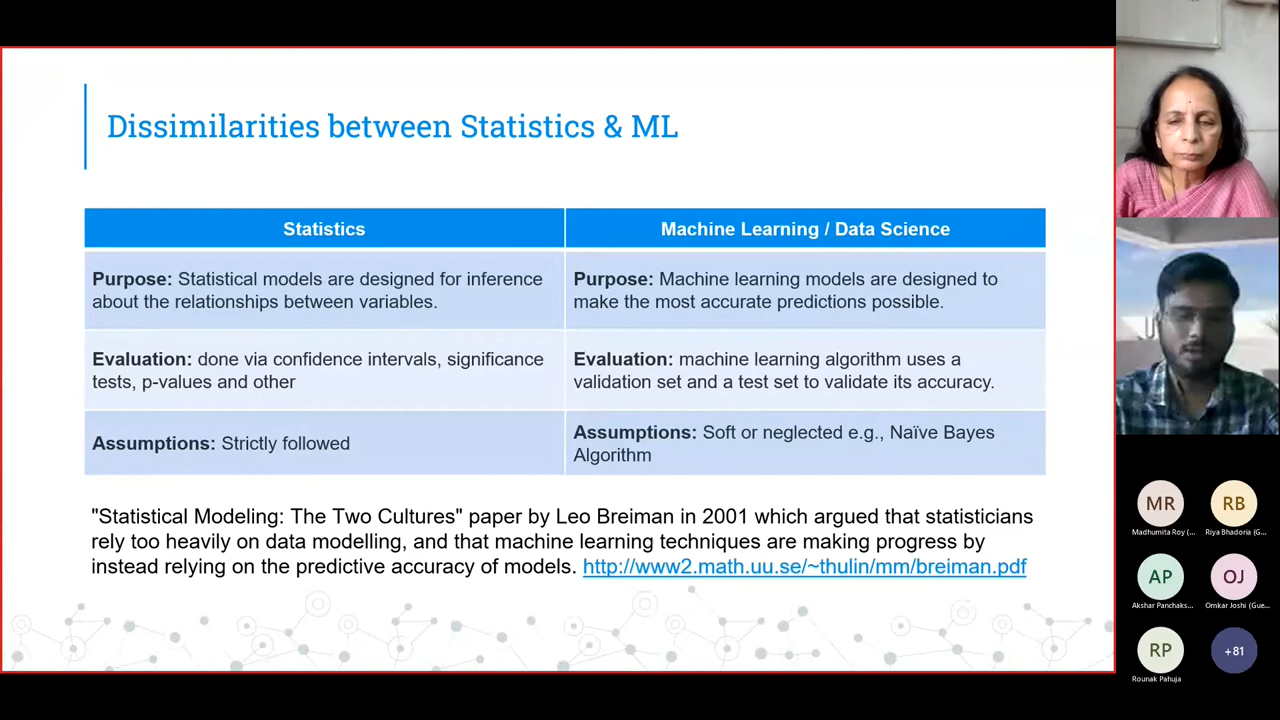 Dissimilarities between Statistics & ML
Statistics
Machine Learning / Data Science
Purpose: Statistical models are designed for inference
about the relationships between variables.
Purpose: Machine learning models are designed to
make the most accurate predictions possible.
Evaluation: done via confidence intervals, significance
tests, p-values and other
Evaluation: machine learning algorithm uses a
validation set and a test set to validate its accuracy.
Assumptions: Strictly followed
Assumptions: Soft or neglected e.g., Naïve Bayes
Algorithm
"Statistical Modeling: The Two Cultures" paper by Leo Breiman in 2001 which argued that statisticians
rely too heavily on data modelling, and that machine learning techniques are making progress by
instead relying on the predictive accuracy of models. http://www2.math.uu.se/~thulin/mm/breiman.pdf
MR
RB
Madhumita Roy (...
Riya Bhadoria (G...
AP
OJ
Akshar Panchaks...
Omkar Joshi (Gue...
RP
+81
Rounak Pahuja